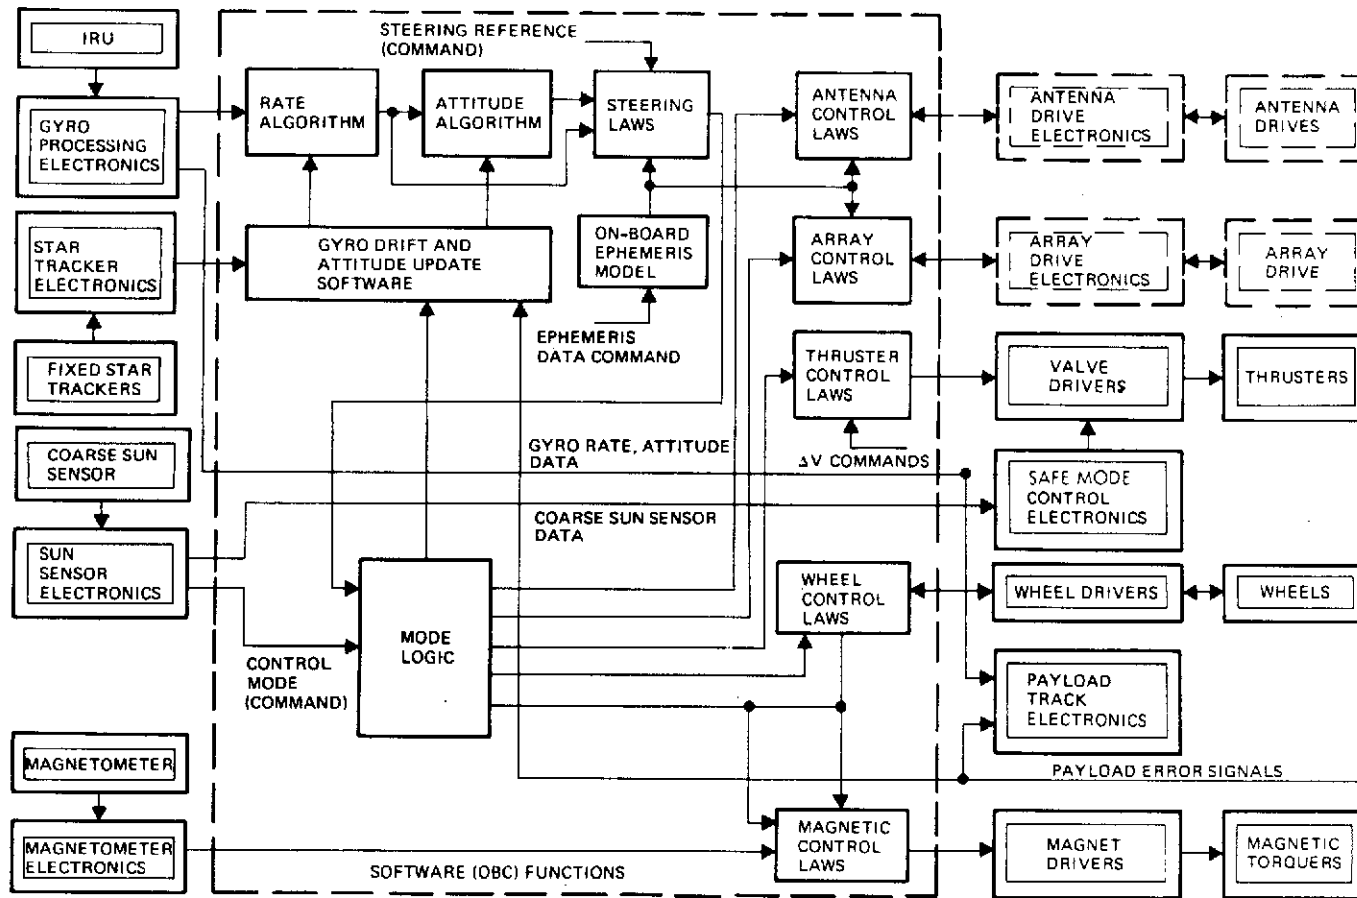 IRU
GYRO
PROCESSING
ELECTRONICS
STAR
TRACKER
ELECTRONICS
FIXED STAR
TRACKERS
COARSE SUN
SENSOR
SUN
SENSOR
ELECTRONICS
MAGNETOMETER
MAGNETOMETER
ELECTRONICS
STEERING REFERENCE
(COMMAND)
RATE
ALGORITHM
ATTITUDE
ALGORITHM
STEERING
LAWS
ANTENNA
CONTROL
LAWS
GYRO DRIFT AND
ATTITUDE UPDATE
SOFTWARE
ON-BOARD
EPHEMERIS
MODEL
ARRAY
CONTROL
LAWS
EPHEMERIS
DATA COMMAND
THRUSTER
CONTROL
LAWS
GYRO RATE, ATTITUDE
DATA
ΔV COMMANDS
COARSE SUN SENSOR
DATA
MODE
LOGIC
WHEEL
CONTROL
LAWS
CONTROL
MODE
(COMMAND)
MAGNETIC
CONTROL
LAWS
SOFTWARE (OBC) FUNCTIONS
ANTENNA
DRIVE
ELECTRONICS
ANTENNA
DRIVES
ARRAY
DRIVE
ELECTRONICS
ARRAY
DRIVE
VALVE
DRIVERS
THRUSTERS
SAFE MODE
CONTROL
ELECTRONICS
WHEEL DRIVERS
WHEELS
PAYLOAD
TRACK
ELECTRONICS
PAYLOAD ERROR SIGNALS
MAGNET
DRIVERS
MAGNETIC
TORQUERS